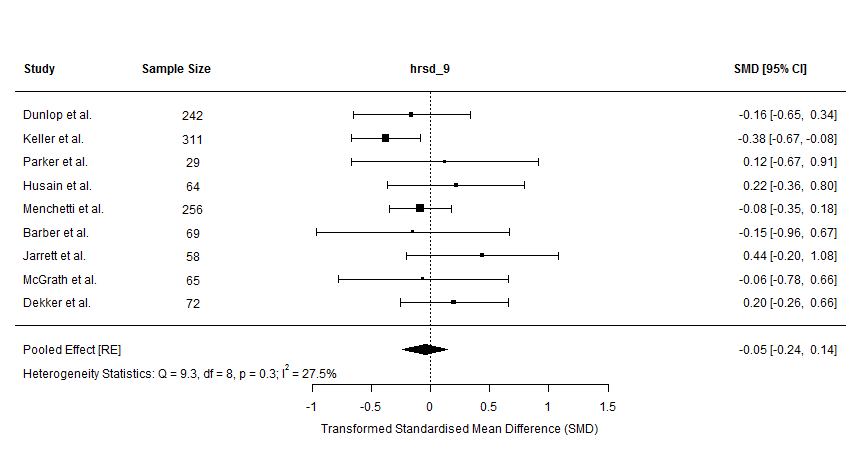 Study Sample Size hrsd_9 SMD [95% CI]
Dunlop et al. 242 -0.16 [-0.65, 0.34]
Keller et al. 311 -0.38 [-0.67, -0.08]
Parker et al. 29 0.12 [-0.67, 0.91]
Husain et al. 64 0.22 [-0.36, 0.80]
Menchetti et al. 256 -0.08 [-0.35, 0.18]
Barber et al. 69 -0.15 [-0.96, 0.67]
Jarrett et al. 58 0.44 [-0.20, 1.08]
McGrath et al. 65 -0.06 [-0.78, 0.66]
Dekker et al. 72 0.20 [-0.26, 0.66]
Pooled Effect [RE] -0.05 [-0.24, 0.14]
Heterogeneity Statistics: Q = 9.3, df = 8, p = 0.3; I² = 27.5%
-1 -0.5 0 0.5 1 1.5
Transformed Standardised Mean Difference (SMD)